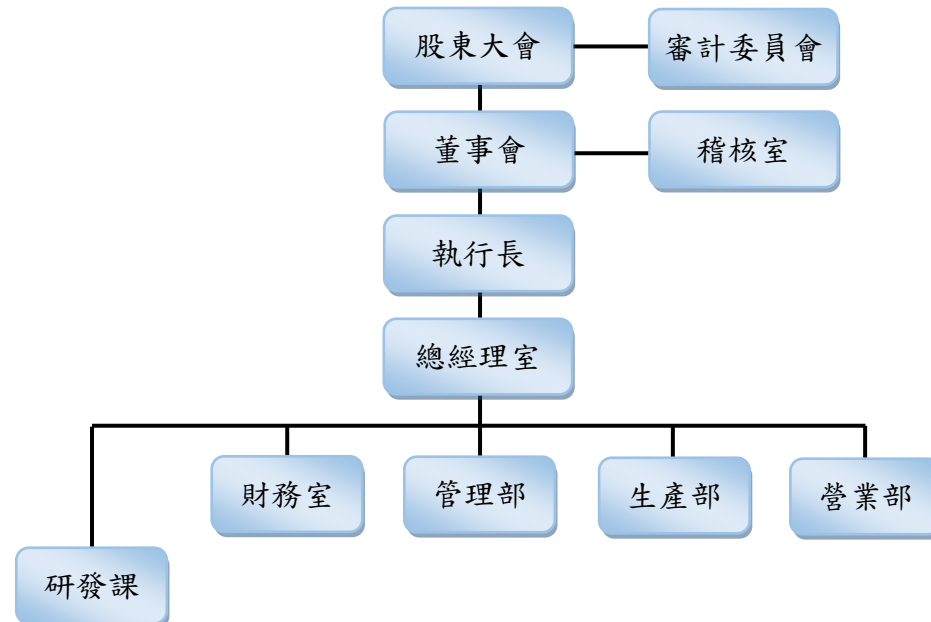 股東大會
審計委員會
董事會
稽核室
執行長
總經理室
財務室
管理部
生產部
營業部
研發課